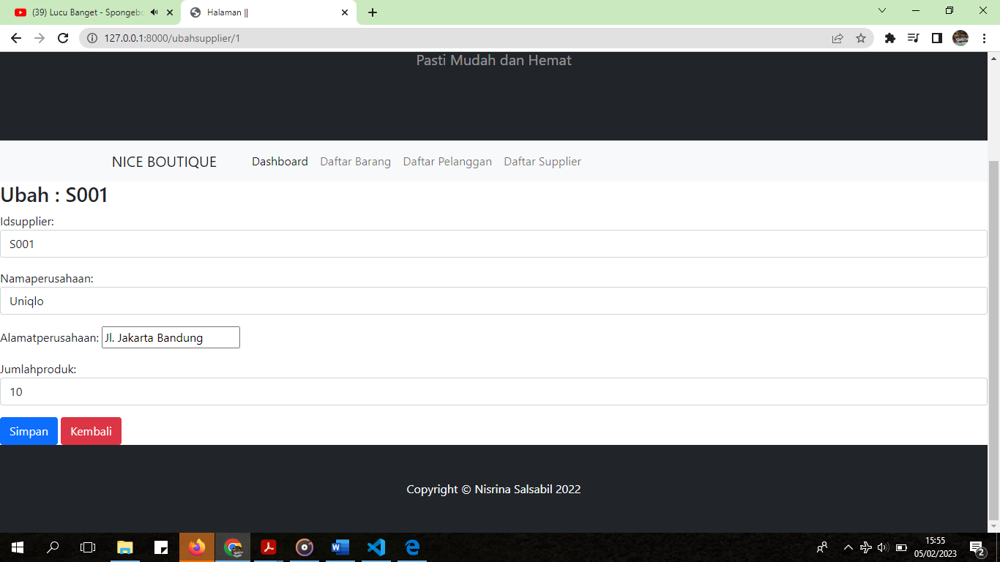 (39) Lucu Banget - Spongebo
Halaman ||
127.0.0.1:8000/ubahsupplier/1
Pasti Mudah dan Hemat
NICE BOUTIQUE Dashboard Daftar Barang Daftar Pelanggan Daftar Supplier
Ubah : S001
Idsupplier:
S001
Namaperusahaan:
Uniqlo
Alamatperusahaan: Jl. Jakarta Bandung
Jumlahproduk:
10
Simpan Kembali
Copyright © Nisrina Salsabil 2022
15:55
05/02/2023
2